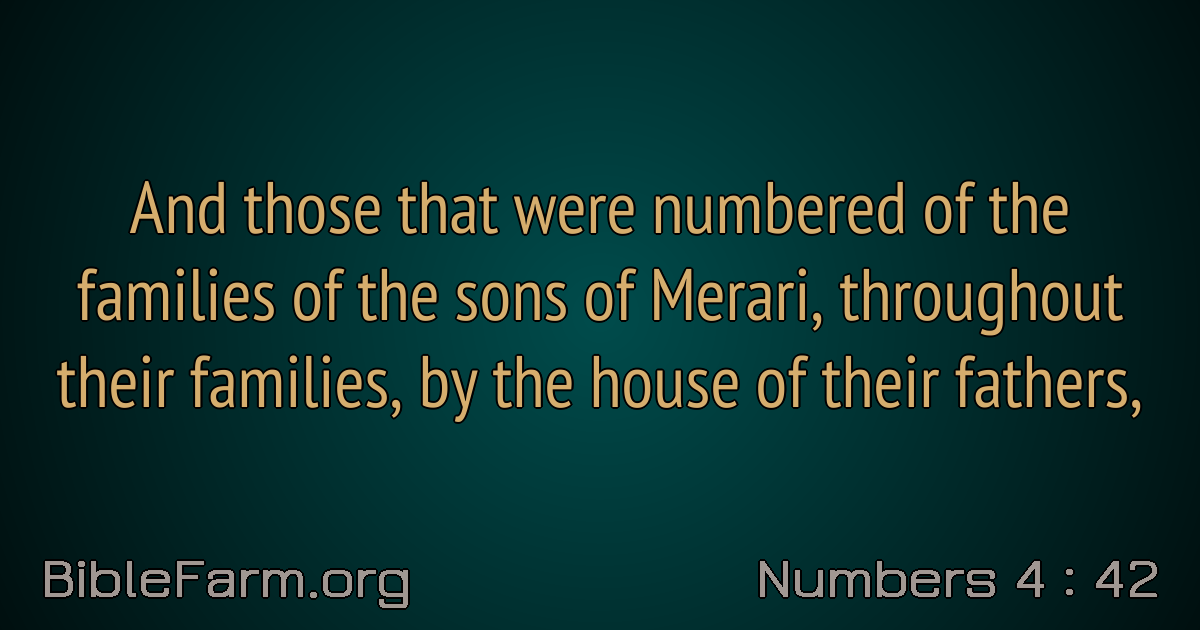 And those that were numbered of the
families of the sons of Merari, throughout
their families, by the house of their fathers,
BibleFarm.org
Numbers 4 : 42